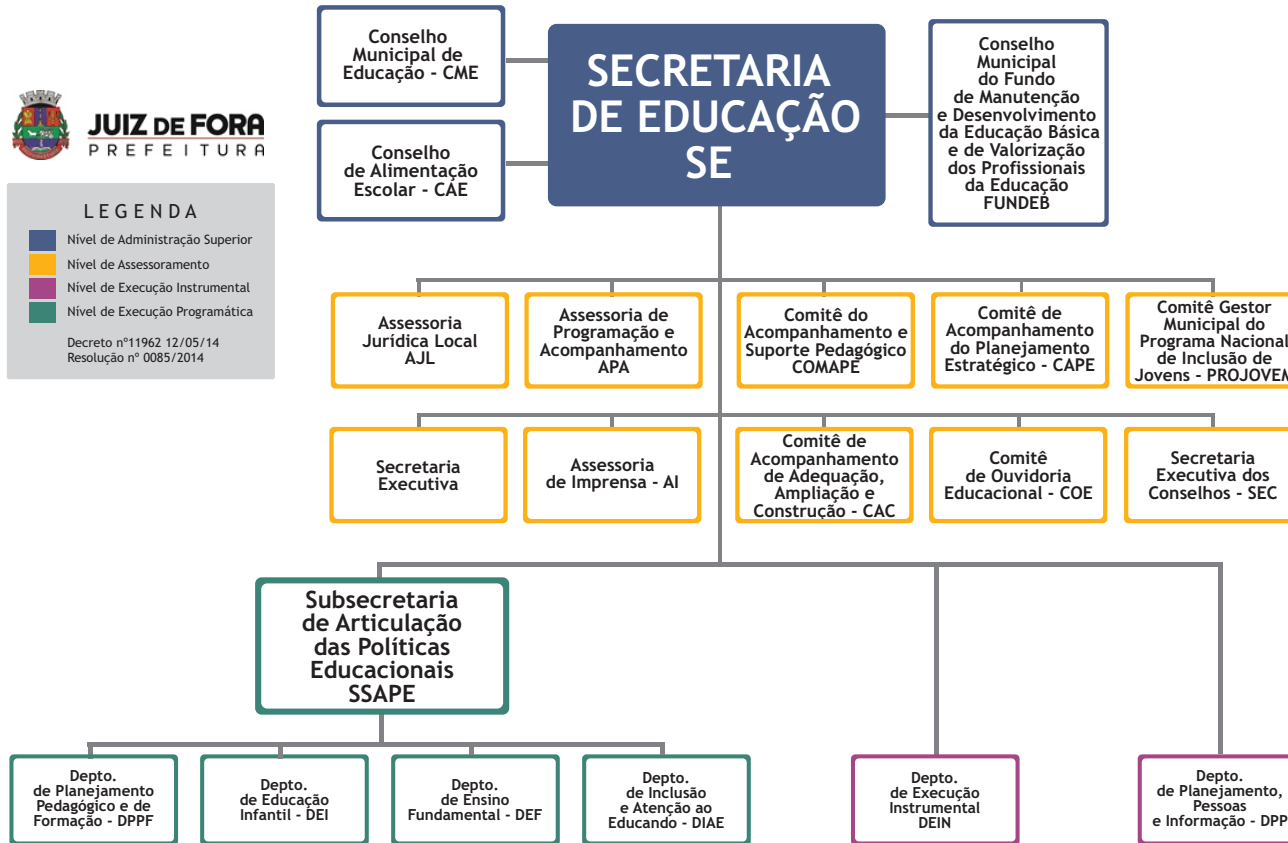 JUIZ DE FORA
PREFEITURA
LEGENDA
Nível de Administração Superior
Nível de Assessoramento
Nível de Execução Instrumental
Nível de Execução Programática
Decreto nº11962 12/05/14
Resolução nº 0085/2014
Conselho
Municipal de
Educação - CME
Conselho
de Alimentação
Escolar - CAE
SECRETARIA
DE EDUCAÇÃO
SE
Conselho
Municipal
do Fundo
de Manutenção
e Desenvolvimento
da Educação Básica
e de Valorização
dos Profissionais
da Educação
FUNDEB
Assessoria
Jurídica Local
AJL
Assessoria de
Programação e
Acompanhamento
APA
Comitê do
Acompanhamento e
Suporte Pedagógico
COMAPE
Comitê de
Acompanhamento
do Planejamento
Estratégico - CAPE
Comitê Gestor
Municipal do
Programa Nacional
de Inclusão de
Jovens - PROJOVEM
Secretaria
Executiva
Assessoria
de Imprensa - AI
Comitê de
Acompanhamento
de Adequação,
Ampliação e
Construção - CAC
Comitê
de Ouvidoria
Educacional - COE
Secretaria
Executiva dos
Conselhos - SEC
Subsecretaria
de Articulação
das Políticas
Educacionais
SSAPE
Depto.
de Planejamento
Pedagógico e de
Formação - DPPF
Depto.
de Educação
Infantil - DEI
Depto.
de Ensino
Fundamental - DEF
Depto.
de Inclusão
e Atenção ao
Educando - DIAE
Depto.
de Execução
Instrumental
DEIN
Depto.
de Planejamento,
Pessoas
e Informação -